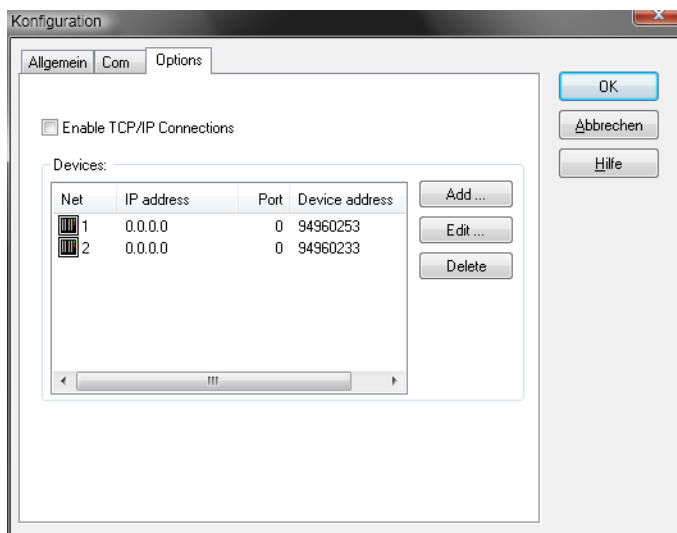 Konfiguration
Allgemein Com Options
OK
Enable TCP/IP Connections
Abbrechen
Hilfe
Devices:
Net IP address Port Device address
Add ...
1 0.0.0.0 0 94960253
Edit ...
2 0.0.0.0 0 94960233
Delete